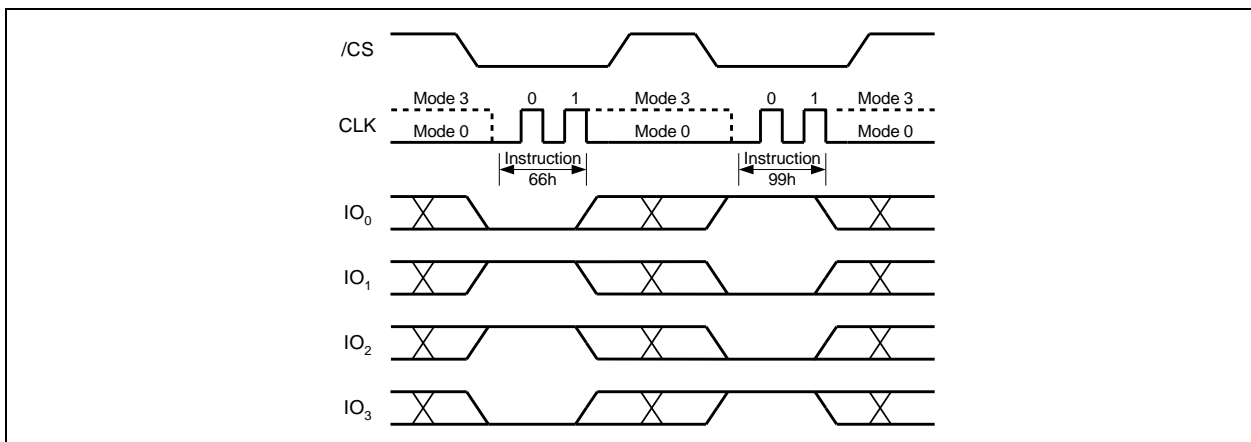 /CS
Mode 3 0 1 Mode 3 0 1 Mode 3
CLK
Mode 0 Mode 0 Mode 0
Instruction Instruction
66h 99h
IO0
IO1
IO2
IO3